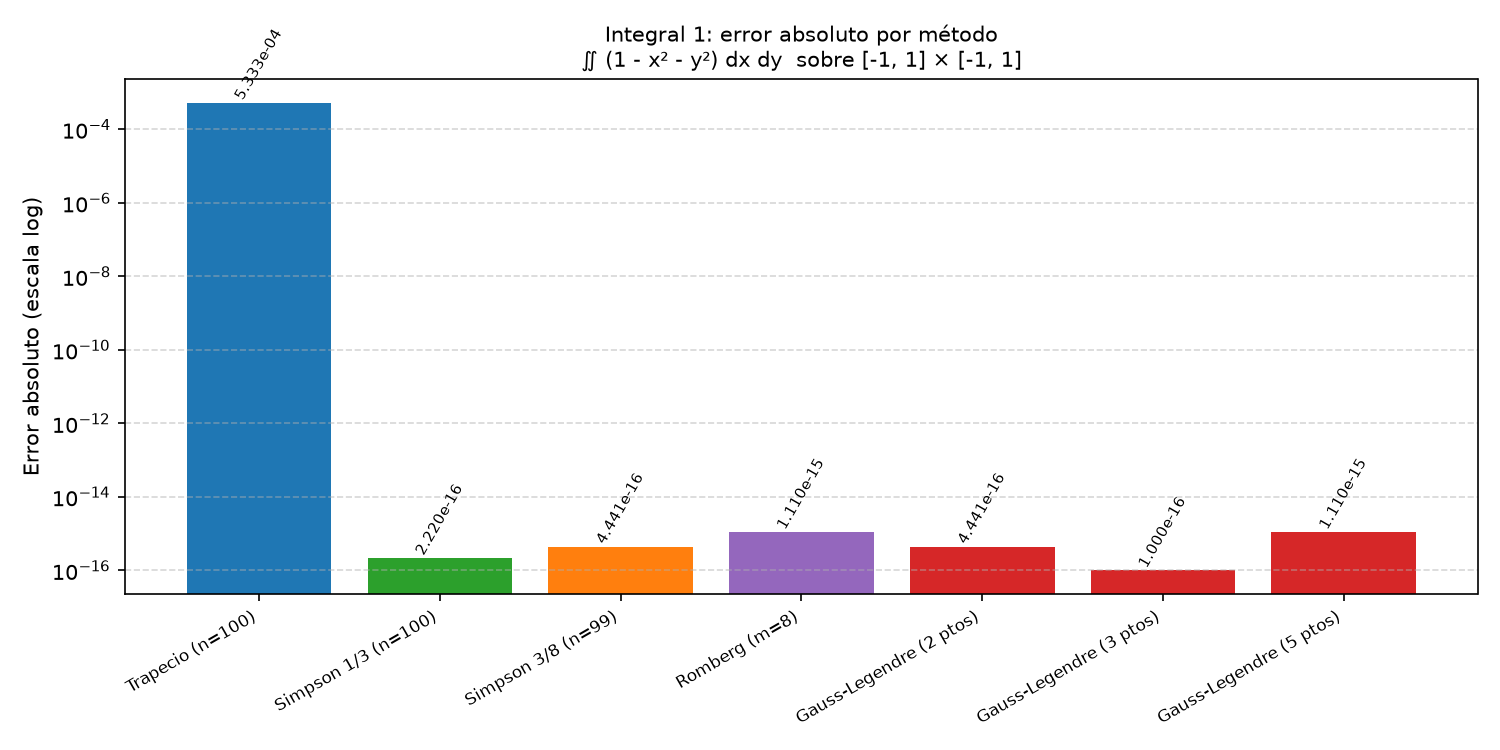 Integral 1: error absoluto por método
∬ (1 - x² - y²) dx dy  sobre [-1, 1] × [-1, 1]
Error absoluto (escala log)
10⁻⁴
10⁻⁶
10⁻⁸
10⁻¹⁰
10⁻¹²
10⁻¹⁴
10⁻¹⁶
5.333e-04
2.220e-16
4.441e-16
1.110e-15
4.441e-16
1.000e-16
1.110e-15
Trapecio (n=100)
Simpson 1/3 (n=100)
Simpson 3/8 (n=99)
Romberg (m=8)
Gauss-Legendre (2 ptos)
Gauss-Legendre (3 ptos)
Gauss-Legendre (5 ptos)